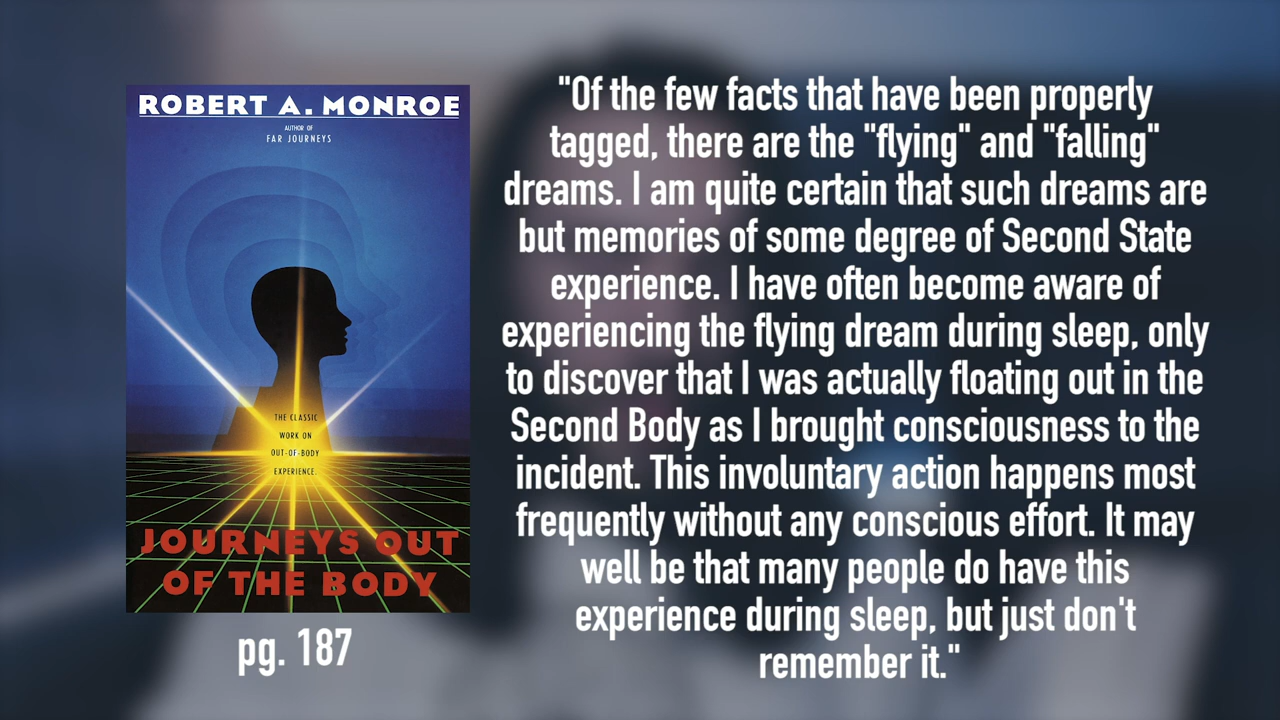 ROBERT A. MONROE
AUTHOR OF
FAR JOURNEYS
THE CLASSIC
WORK ON
OUT-OF-BODY
EXPERIENCE.
JOURNEYS OUT
OF THE BODY
pg. 187
"Of the few facts that have been properly
tagged, there are the "flying" and "falling"
dreams. I am quite certain that such dreams are
but memories of some degree of Second State
experience. I have often become aware of
experiencing the flying dream during sleep, only
to discover that I was actually floating out in the
Second Body as I brought consciousness to the
incident. This involuntary action happens most
frequently without any conscious effort. It may
well be that many people do have this
experience during sleep, but just don't
remember it."